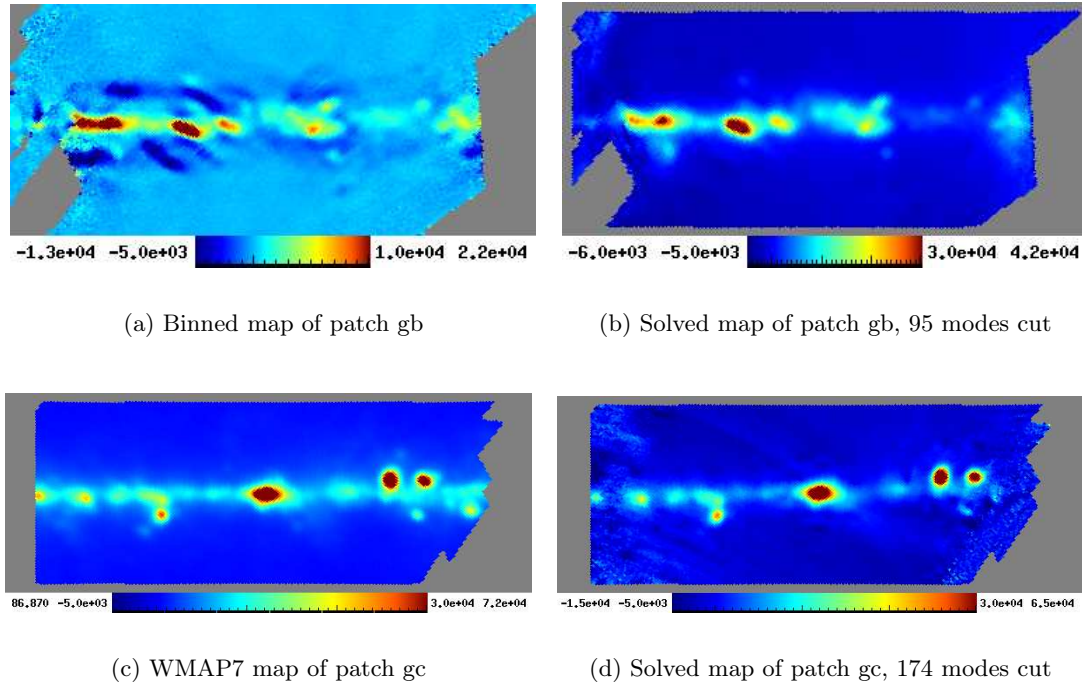 −1.3e+04 −5.0e+03 1.0e+04 2.2e+04
−6.0e+03 −5.0e+03 3.0e+04 4.2e+04
(a) Binned map of patch gb
(b) Solved map of patch gb, 95 modes cut
86.870 −5.0e+03 3.0e+04 7.2e+04
−1.5e+04 −5.0e+03 3.0e+04 6.5e+04
(c) WMAP7 map of patch gc
(d) Solved map of patch gc, 174 modes cut